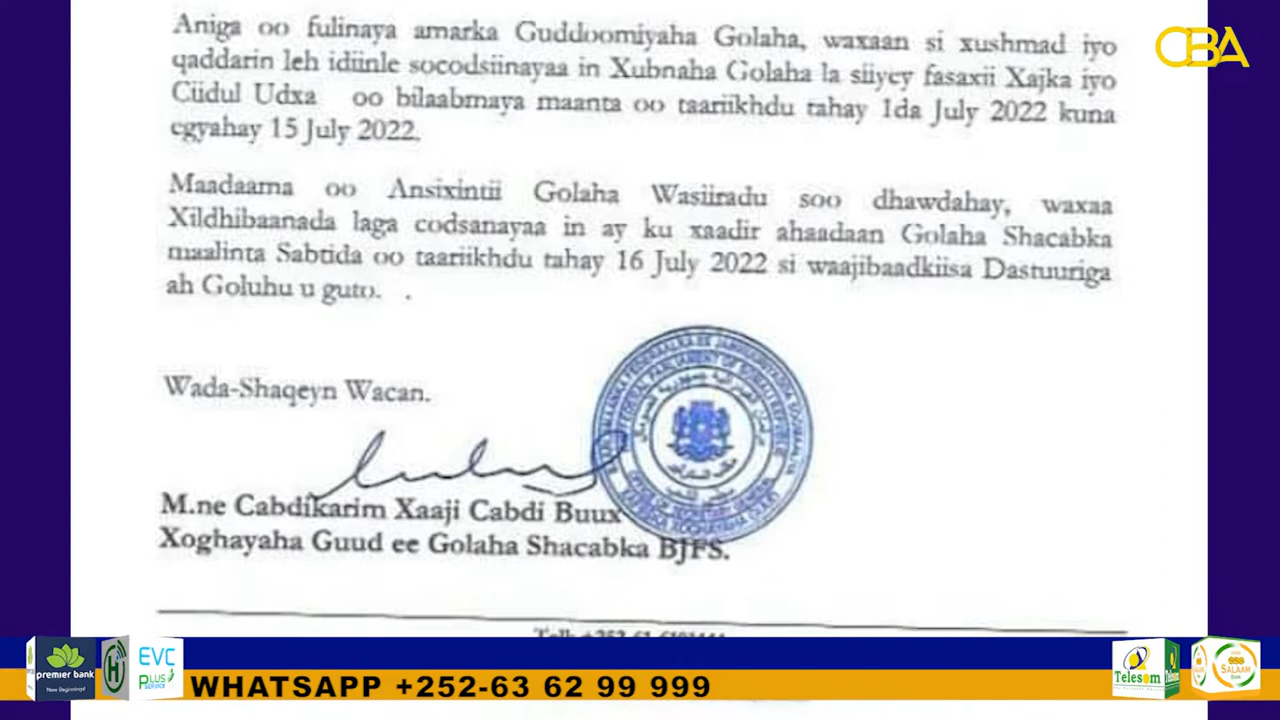 CBA
Aniga oo fulinaya amarka Guddoomiyaha Golaha, waxaan si xushmad iyo
qaddarin leh idiinle socodsiinayaa in Xubnaha Golaha la siiyey fasaxii Xajka iyo
Ciidul Udxa oo bilaabmaya maanta oo taariikhdu tahay 1da July 2022 kuna
egyahay 15 July 2022.
Maadaama oo Ansixintii Golaha Wasiiradu soo dhawdahay, waxaa
Xildhibaanada laga codsanayaa in ay ku xaadir ahaadaan Golaha Shacabka
maalinta Sabtida oo taariikhdu tahay 16 July 2022 si waajibaadkiisa Dastuuriga
ah Goluhu u guto. .
Wada-Shaqeyn Wacan.
M.ne Cabdikarim Xaaji Cabdi Buux
Xoghayaha Guud ee Golaha Shacabka BJFS.
premier bank
New Beginnings!
EVC
PLUS
SERVICE
WHATSAPP +252-63 62 99 999
Telesom
SALAAM